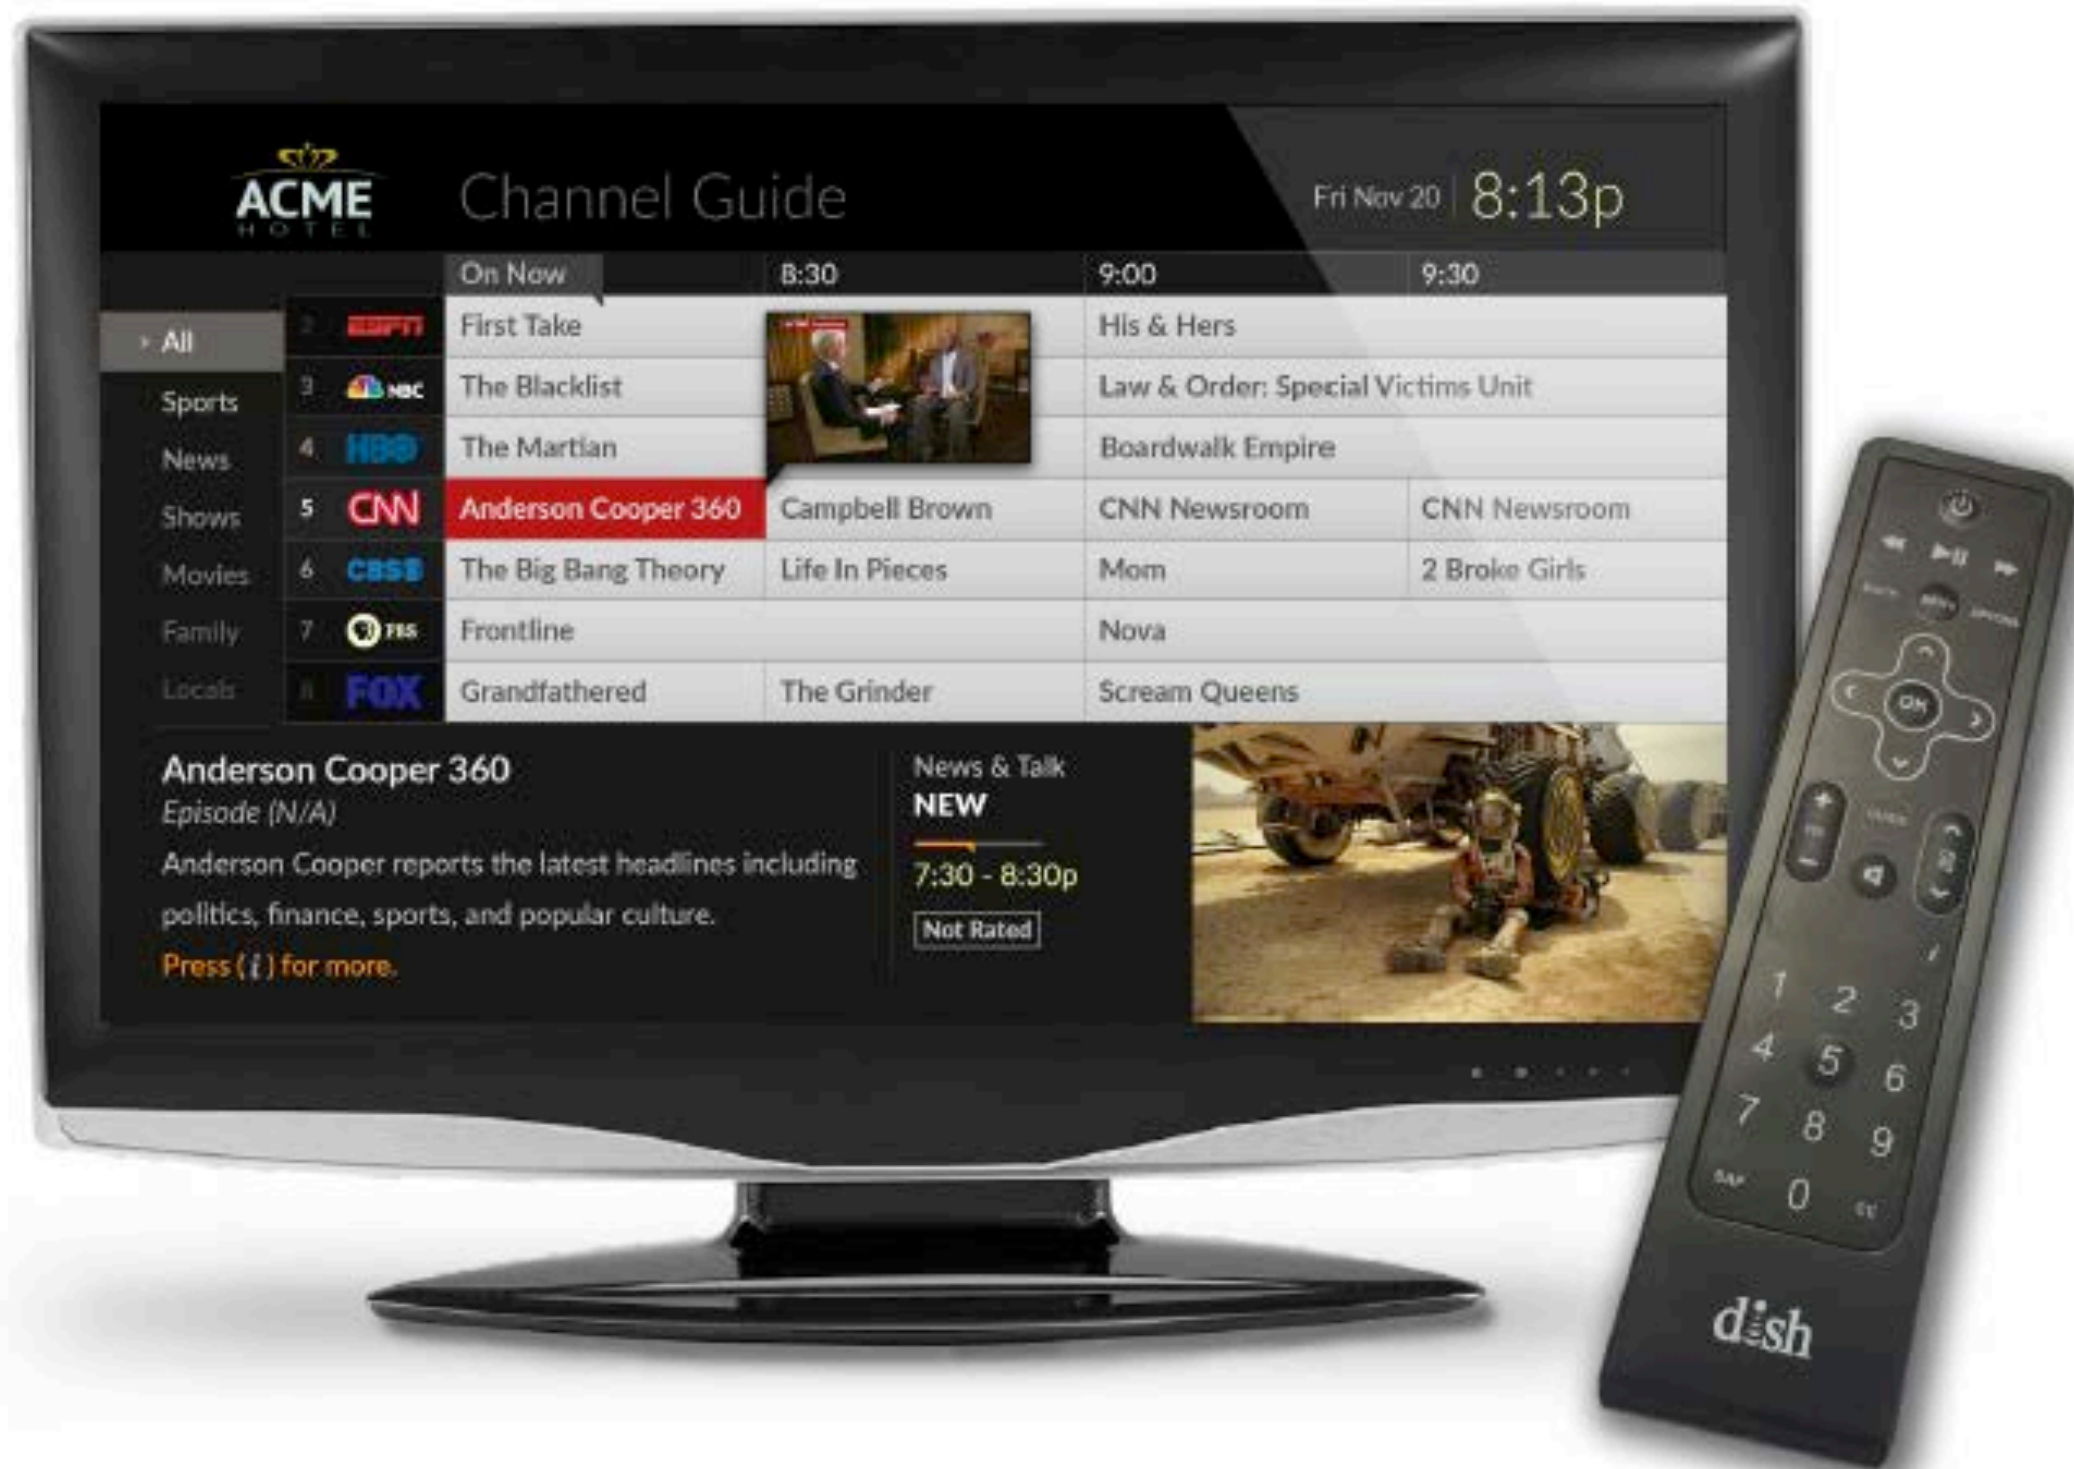 ACME
HOTEL
Channel Guide
Fri Nov 20
8:13p
On Now
8:30
9:00
9:30
All
Sports
News
Shows
Movies
Family
Locals
2 ESPN First Take His & Hers
3 NBC The Blacklist Law & Order: Special Victims Unit
4 HBO The Martian Boardwalk Empire
5 CNN Anderson Cooper 360 Campbell Brown CNN Newsroom CNN Newsroom
6 CBS The Big Bang Theory Life In Pieces Mom 2 Broke Girls
7 PBS Frontline Nova
8 FOX Grandfathered The Grinder Scream Queens
Anderson Cooper 360
Episode (N/A)
Anderson Cooper reports the latest headlines including
politics, finance, sports, and popular culture.
Press (i) for more.
News & Talk
NEW
7:30 - 8:30p
Not Rated
OK
i
1 2 3
4 5 6
7 8 9
SAP 0 CC
dish